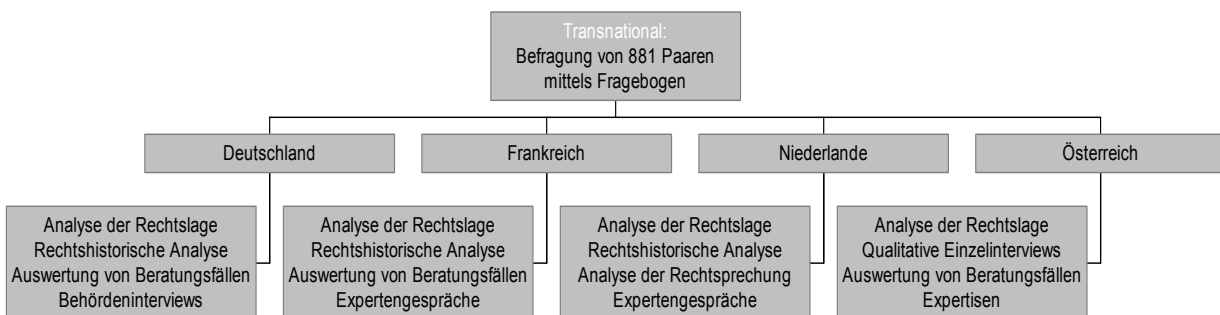 Transnational:
Befragung von 881 Paaren
mittels Fragebogen
Deutschland
Frankreich
Niederlande
Österreich
Analyse der Rechtslage
Rechtshistorische Analyse
Auswertung von Beratungsfällen
Behördeninterviews
Analyse der Rechtslage
Rechtshistorische Analyse
Auswertung von Beratungsfällen
Expertengespräche
Analyse der Rechtslage
Rechtshistorische Analyse
Analyse der Rechtsprechung
Expertengespräche
Analyse der Rechtslage
Qualitative Einzelinterviews
Auswertung von Beratungsfällen
Expertisen